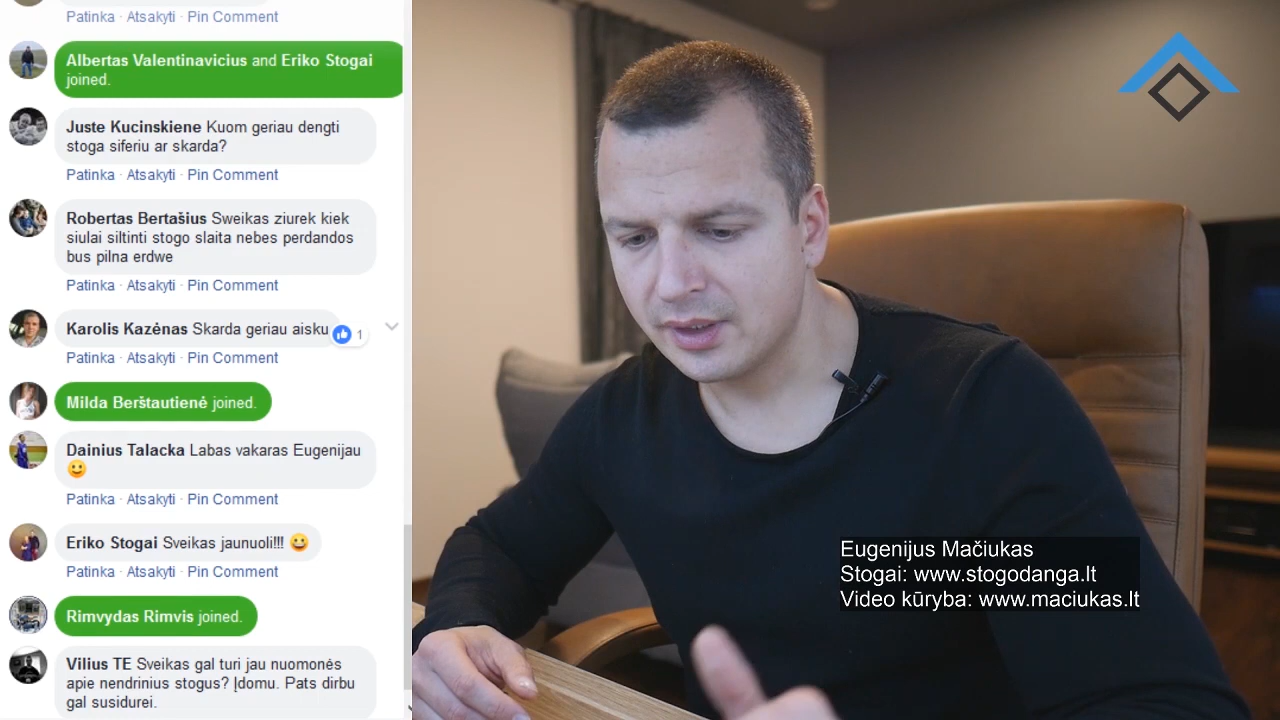 Patinka · Atsakyti · Pin Comment
Albertas Valentinavicius and Eriko Stogai
joined.
Juste Kucinskiene Kuom geriau dengti
stoga siferiu ar skarda?
Patinka · Atsakyti · Pin Comment
Robertas Bertašius Sweikas ziurek kiek
siulai siltinti stogo slaita nebes perdandos
bus pilna erdwe
Patinka · Atsakyti · Pin Comment
Karolis Kazėnas Skarda geriau aisku
1
Patinka · Atsakyti · Pin Comment
Milda Berštautienė joined.
Dainius Talacka Labas vakaras Eugenijau
😀
Patinka · Atsakyti · Pin Comment
Eriko Stogai Sveikas jaunuoli!!! 😀
Patinka · Atsakyti · Pin Comment
Rimvydas Rimvis joined.
Vilius TE Sveikas gal turi jau nuomonės
apie nendrinius stogus? Įdomu. Pats dirbu
gal susidurei.
Eugenijus Mačiukas
Stogai: www.stogodanga.lt
Video kūryba: www.maciukas.lt